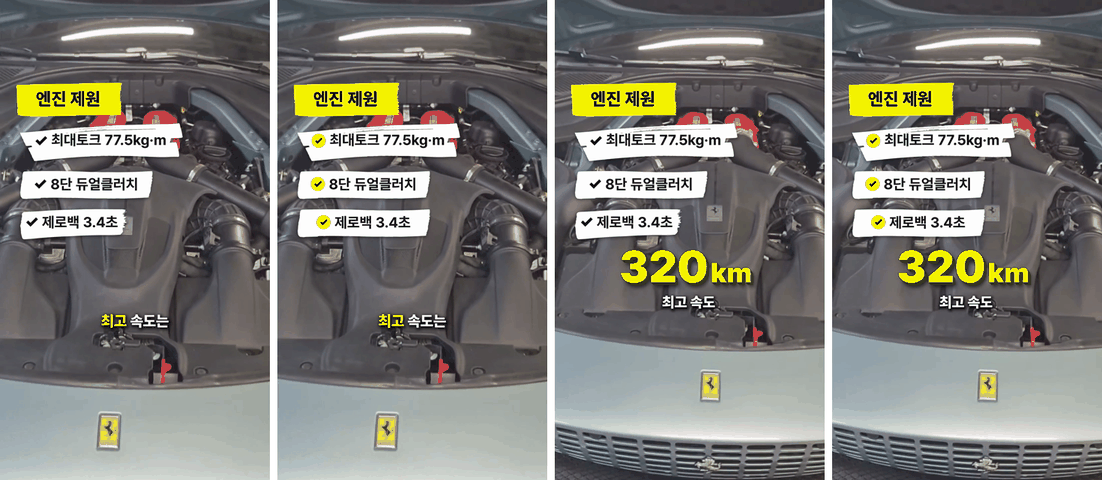 엔진 제원
최대토크 77.5kg·m
8단 듀얼클러치
제로백 3.4초
최고 속도는
엔진 제원
최대토크 77.5kg·m
8단 듀얼클러치
제로백 3.4초
최고 속도는
엔진 제원
최대토크 77.5kg·m
8단 듀얼클러치
제로백 3.4초
320km
최고 속도
엔진 제원
최대토크 77.5kg·m
8단 듀얼클러치
제로백 3.4초
320km
최고 속도